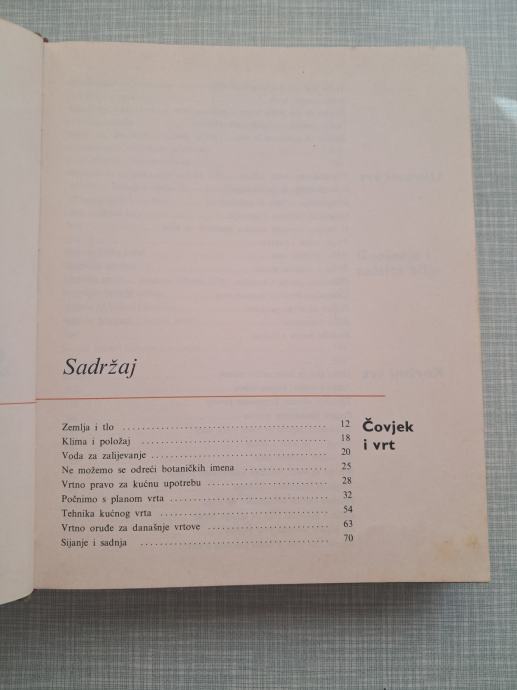 Sadržaj
Zemlja i tlo 12
Klima i položaj 18
Voda za zalijevanje 20
Ne možemo se odreći botaničkih imena 25
Vrtno pravo za kućnu upotrebu 28
Počnimo s planom vrta 32
Tehnika kućnog vrta 54
Vrtno oruđe za današnje vrtove 63
Sijanje i sadnja 70
Čovjek
i vrt